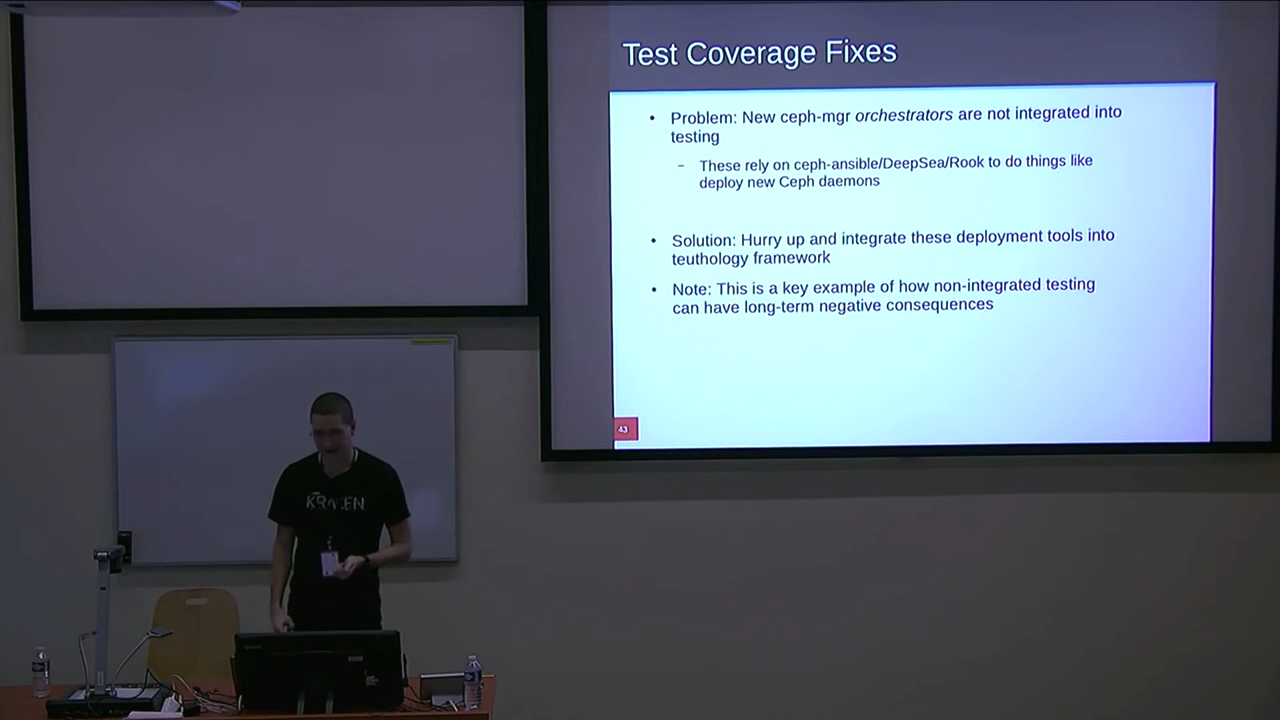 Test Coverage Fixes
• Problem: New ceph-mgr orchestrators are not integrated into
testing
– These rely on ceph-ansible/DeepSea/Rook to do things like
deploy new Ceph daemons
• Solution: Hurry up and integrate these deployment tools into
teuthology framework
• Note: This is a key example of how non-integrated testing
can have long-term negative consequences
43
KRAKEN